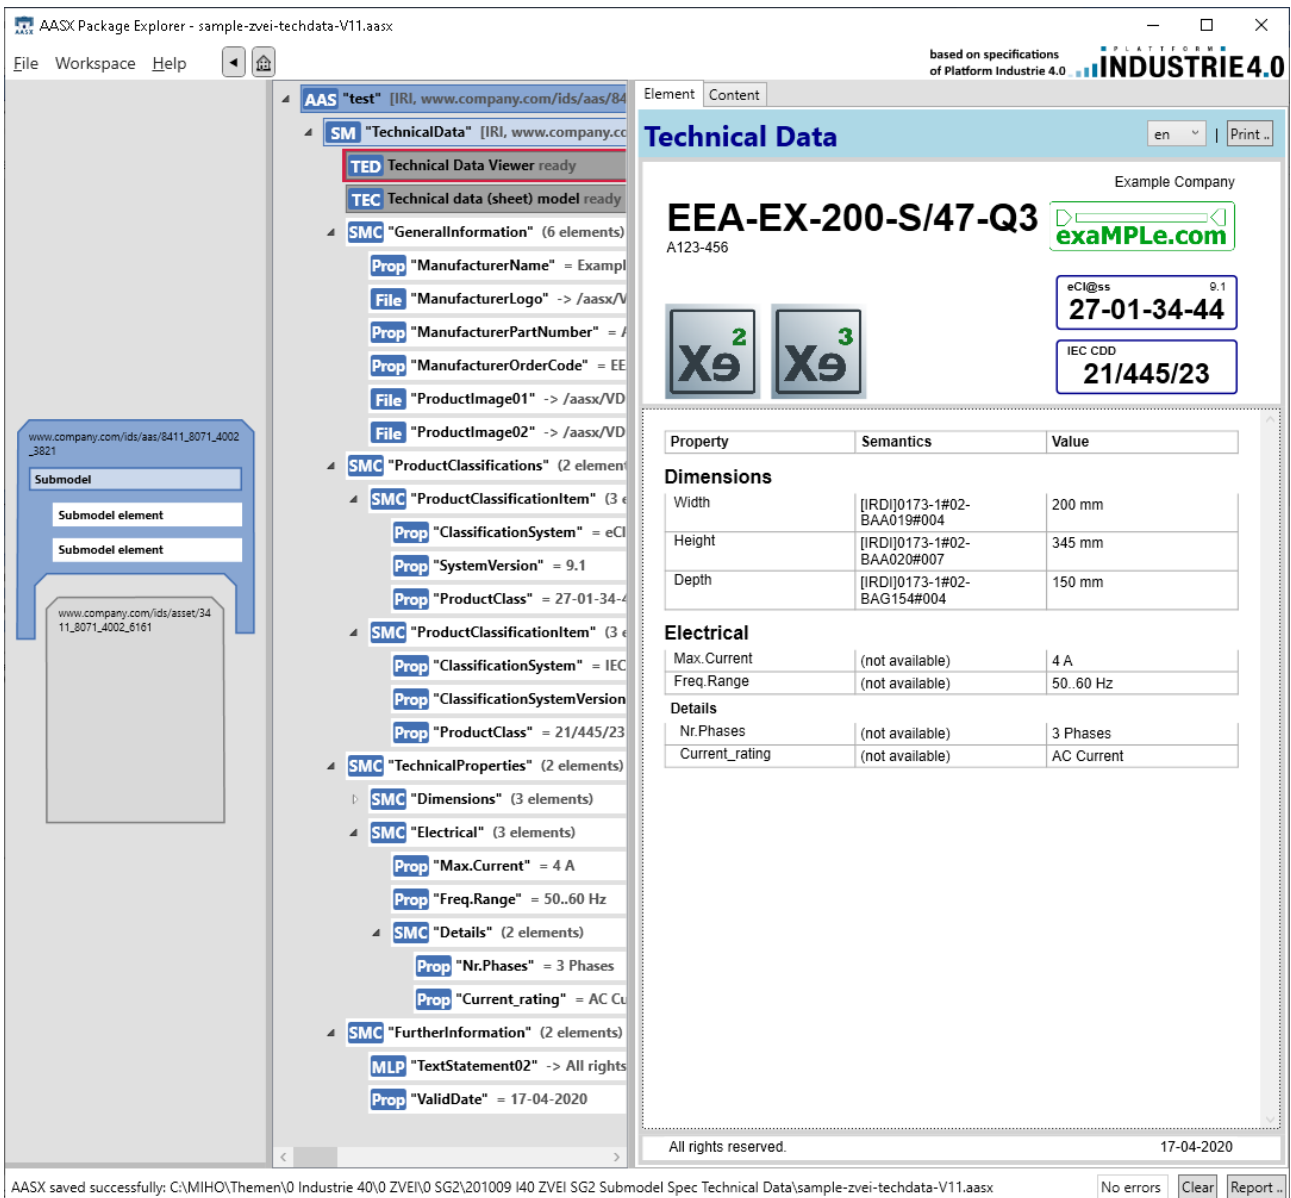 AASX Package Explorer - sample-zvei-techdata-V11.aasx
File Workspace Help
based on specifications
of Platform Industrie 4.0
PLATTFORM
INDUSTRIE4.0
www.company.com/ids/aas/8411_8071_4002
_3821
Submodel
Submodel element
Submodel element
www.company.com/ids/asset/34
11_8071_4002_6161
AAS "test" [IRI, www.company.com/ids/aas/84
SM "TechnicalData" [IRI, www.company.cc
TED Technical Data Viewer ready
TEC Technical data (sheet) model ready
SMC "GeneralInformation" (6 elements)
Prop "ManufacturerName" = Exampl
File "ManufacturerLogo" -> /aasx/V
Prop "ManufacturerPartNumber" = A
Prop "ManufacturerOrderCode" = EE
File "ProductImage01" -> /aasx/VD
File "ProductImage02" -> /aasx/VD
SMC "ProductClassifications" (2 element
SMC "ProductClassificationItem" (3 e
Prop "ClassificationSystem" = eCl
Prop "SystemVersion" = 9.1
Prop "ProductClass" = 27-01-34-4
SMC "ProductClassificationItem" (3 e
Prop "ClassificationSystem" = IEC
Prop "ClassificationSystemVersion
Prop "ProductClass" = 21/445/23
SMC "TechnicalProperties" (2 elements)
SMC "Dimensions" (3 elements)
SMC "Electrical" (3 elements)
Prop "Max.Current" = 4 A
Prop "Freq.Range" = 50..60 Hz
SMC "Details" (2 elements)
Prop "Nr.Phases" = 3 Phases
Prop "Current_rating" = AC Cu
SMC "FurtherInformation" (2 elements)
MLP "TextStatement02" -> All rights
Prop "ValidDate" = 17-04-2020
Element Content
Technical Data
en | Print ..
Example Company
EEA-EX-200-S/47-Q3
A123-456
exaMPLe.com
eCl@ss 9.1
27-01-34-44
IEC CDD
21/445/23
Xe 2
Xe 3
Property Semantics Value
Dimensions
Width [IRDI]0173-1#02-BAA019#004 200 mm
Height [IRDI]0173-1#02-BAA020#007 345 mm
Depth [IRDI]0173-1#02-BAG154#004 150 mm
Electrical
Max.Current (not available) 4 A
Freq.Range (not available) 50..60 Hz
Details
Nr.Phases (not available) 3 Phases
Current_rating (not available) AC Current
All rights reserved. 17-04-2020
AASX saved successfully: C:\MIHO\Themen\0 Industrie 40\0 ZVEI\0 SG2\201009 I40 ZVEI SG2 Submodel Spec Technical Data\sample-zvei-techdata-V11.aasx
No errors Clear Report ..